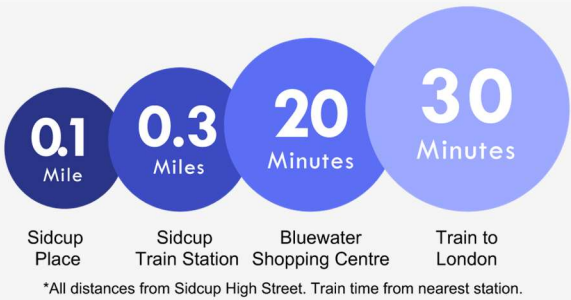 0.1
Mile
0.3
Miles
20
Minutes
30
Minutes
Sidcup
Place
Sidcup
Train Station
Bluewater
Shopping Centre
Train to
London
*All distances from Sidcup High Street. Train time from nearest station.